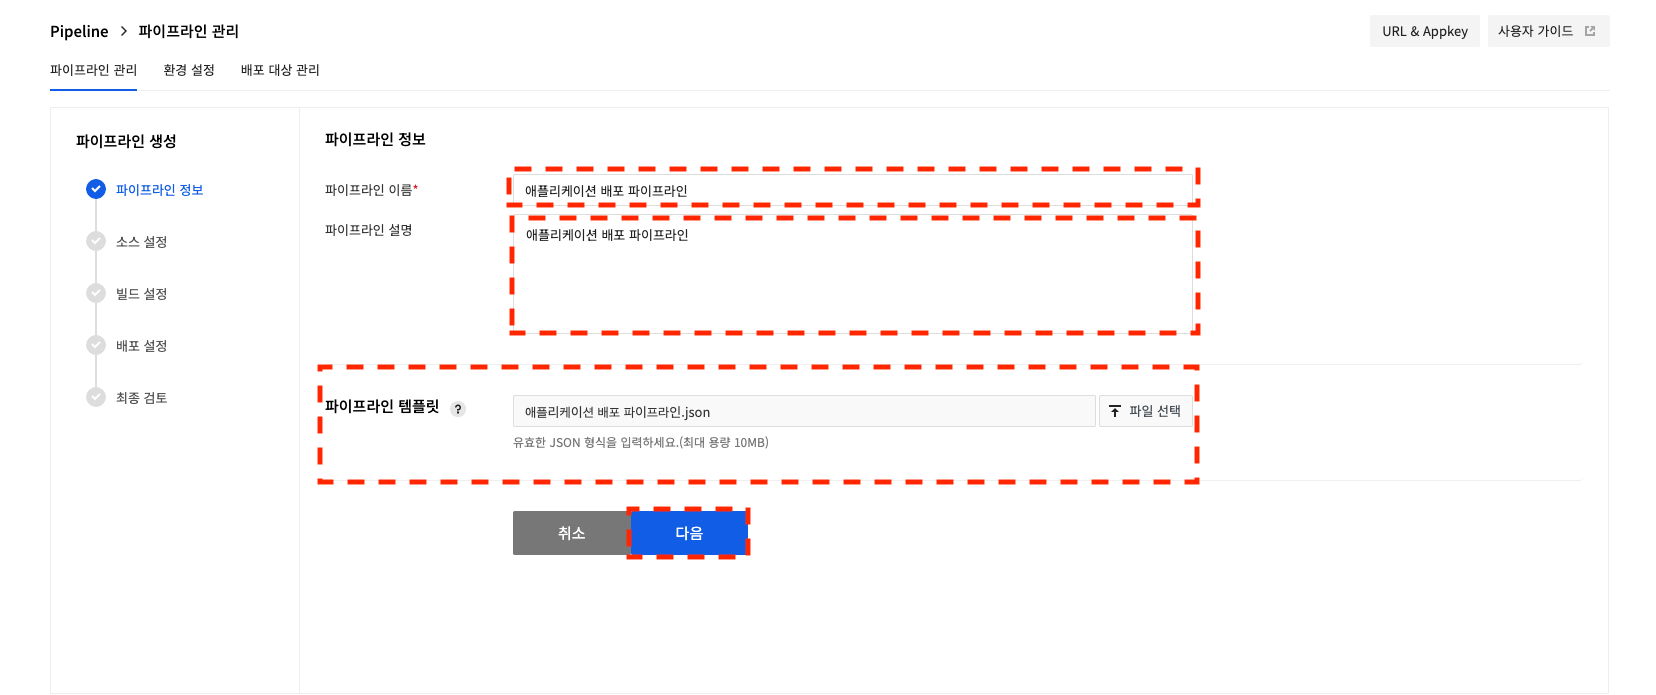 Pipeline > 파이프라인 관리
URL & Appkey
사용자 가이드
파이프라인 관리 환경 설정 배포 대상 관리
파이프라인 생성
파이프라인 정보
소스 설정
빌드 설정
배포 설정
최종 검토
파이프라인 정보
파이프라인 이름*
애플리케이션 배포 파이프라인
파이프라인 설명
애플리케이션 배포 파이프라인
파이프라인 템플릿 ?
애플리케이션 배포 파이프라인.json
파일 선택
유효한 JSON 형식을 입력하세요.(최대 용량 10MB)
취소 다음